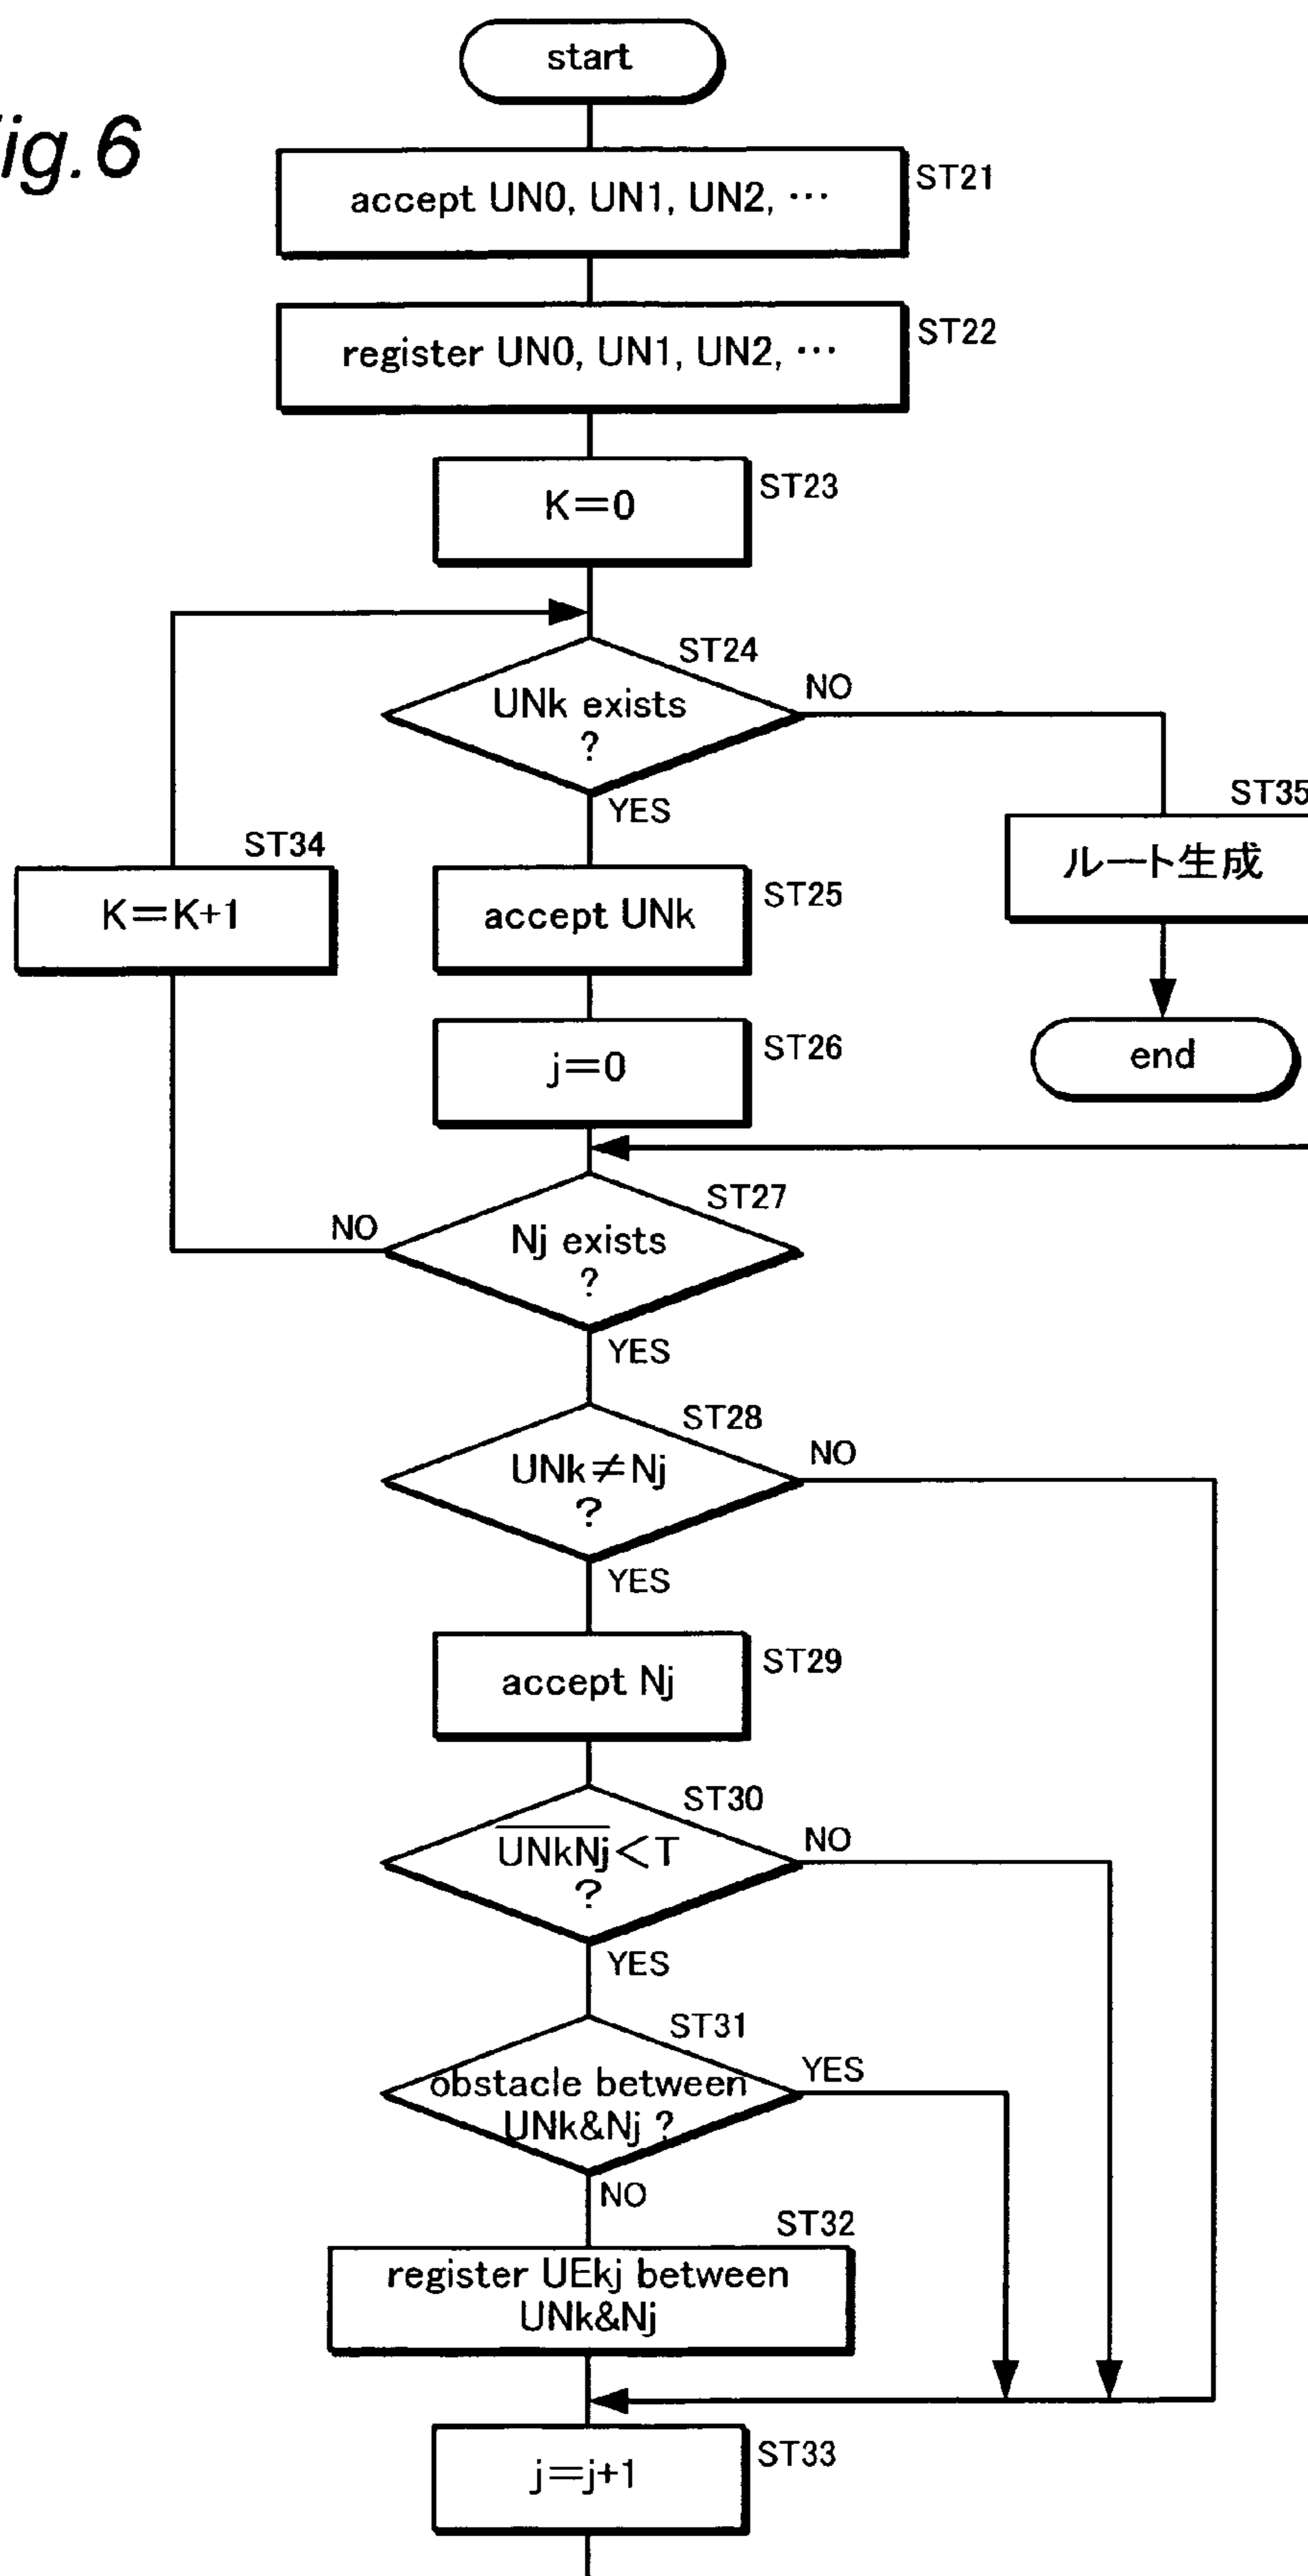 ig.6
start
accept UN0, UN1, UN2, ···
ST21
register UN0, UN1, UN2, ···
ST22
K=0
ST23
ST24
UNk exists
?
NO
YES
ST35
ルート生成
ST34
K=K+1
accept UNk
ST25
j=0
ST26
end
ST27
Nj exists
?
NO
YES
ST28
UNk≠Nj
?
NO
YES
accept Nj
ST29
ST30
U̅N̅k̅N̅j̅<T
?
NO
YES
ST31
obstacle between
UNk&Nj ?
YES
NO
ST32
register UEkj between
UNk&Nj
j=j+1
ST33